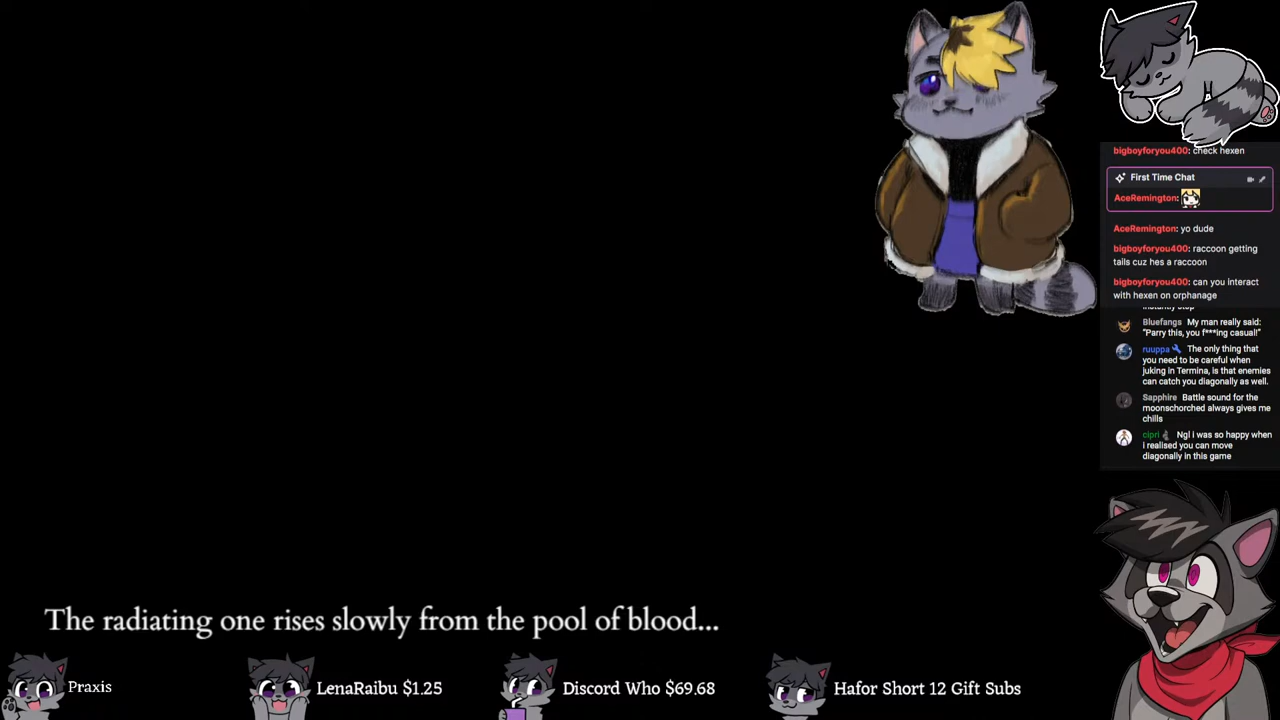 bigboyforyou400: check hexen
First Time Chat
AceRemington:
AceRemington: yo dude
bigboyforyou400: raccoon getting
tails cuz hes a raccoon
bigboyforyou400: can you interact
with hexen on orphanage
instantly stop
Bluefangs My man really said:
"Parry this, you f***ing casual!"
ruuppa The only thing that
you need to be careful when
juking in Termina, is that enemies
can catch you diagonally as well.
Sapphire Battle sound for the
moonschorched always gives me
chills
cipri Ngl i was so happy when
i realised you can move
diagonally in this game
The radiating one rises slowly from the pool of blood...
Praxis
LenaRaibu $1.25
Discord Who $69.68
Hafor Short 12 Gift Subs